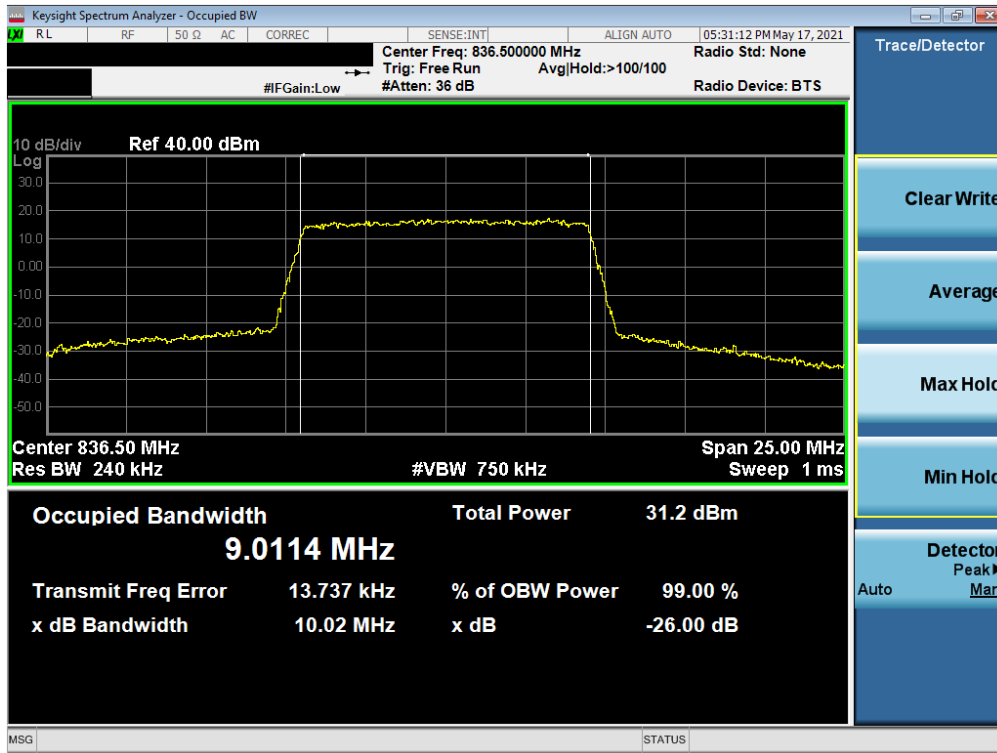 Keysight Spectrum Analyzer - Occupied BW
LXI RL RF 50 Ω AC CORREC SENSE:INT ALIGN AUTO 05:31:12 PM May 17, 2021
Center Freq: 836.500000 MHz Radio Std: None
Trig: Free Run Avg|Hold:>100/100
#IFGain:Low #Atten: 36 dB Radio Device: BTS
10 dB/div Ref 40.00 dBm
Log
30.0
20.0
10.0
0.00
-10.0
-20.0
-30.0
-40.0
-50.0
Center 836.50 MHz Span 25.00 MHz
Res BW 240 kHz #VBW 750 kHz Sweep 1 ms
Occupied Bandwidth Total Power 31.2 dBm
9.0114 MHz
Transmit Freq Error 13.737 kHz % of OBW Power 99.00 %
x dB Bandwidth 10.02 MHz x dB -26.00 dB
MSG STATUS
Trace/Detector
Clear Write
Average
Max Hold
Min Hold
Detector
Peak
Auto Man